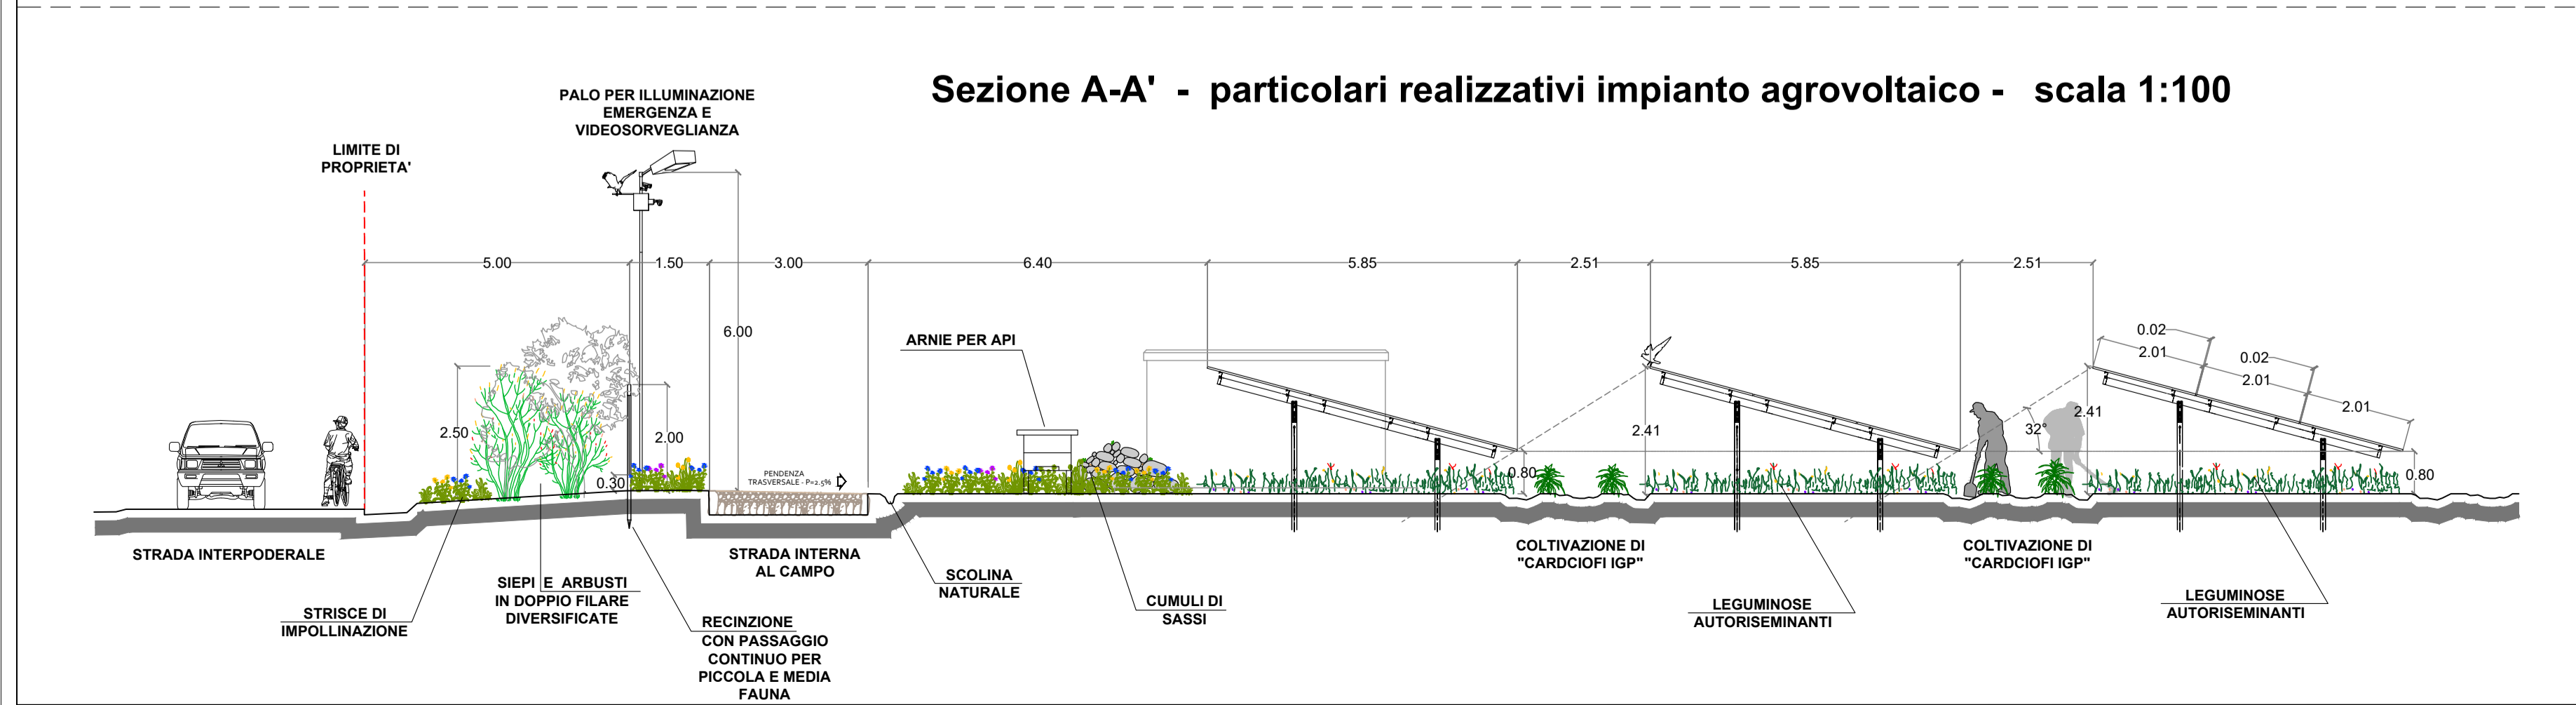 Sezione A-A' - particolari realizzativi impianto agrovoltaico - scala 1:100
PALO PER ILLUMINAZIONE
EMERGENZA E
VIDEOSORVEGLIANZA
LIMITE DI
PROPRIETA'
5.00
1.50
3.00
6.40
5.85
2.51
5.85
2.51
6.00
2.50
2.00
0.30
PENDENZA
TRASVERSALE - P=2.5%
ARNIE PER API
0.80
2.41
32°
2.41
0.02
2.01
0.02
2.01
2.01
0.80
STRADA INTERPODERALE
STRISCE DI
IMPOLLINAZIONE
SIEPI E ARBUSTI
IN DOPPIO FILARE
DIVERSIFICATE
RECINZIONE
CON PASSAGGIO
CONTINUO PER
PICCOLA E MEDIA
FAUNA
STRADA INTERNA
AL CAMPO
SCOLINA
NATURALE
CUMULI DI
SASSI
COLTIVAZIONE DI
"CARDCIOFI IGP"
LEGUMINOSE
AUTORISEMINANTI
COLTIVAZIONE DI
"CARDCIOFI IGP"
LEGUMINOSE
AUTORISEMINANTI